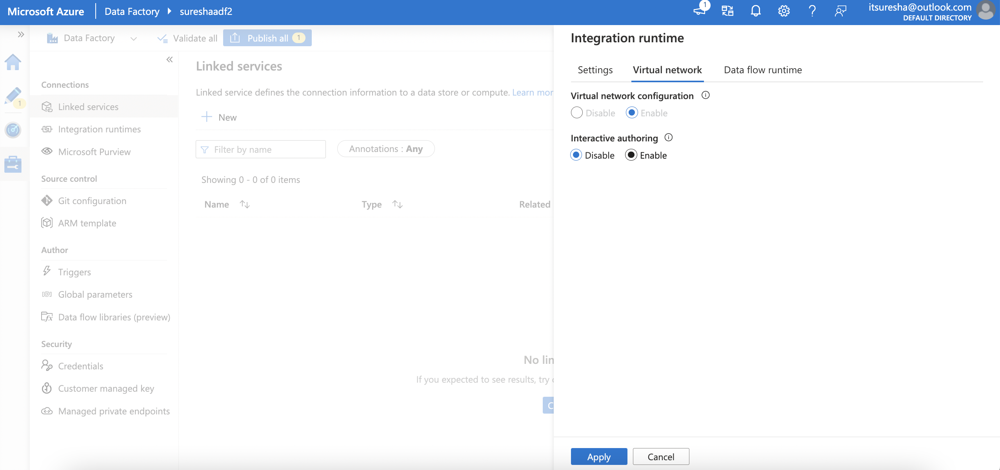 Microsoft Azure
Data Factory
sureshaadf2
1
itsuresha@outlook.com
DEFAULT DIRECTORY
Data Factory
Validate all
Publish all
1
1
Connections
Linked services
Integration runtimes
Microsoft Purview
Source control
Git configuration
ARM template
Author
Triggers
Global parameters
Data flow libraries (preview)
Security
Credentials
Customer managed key
Managed private endpoints
Linked services
Linked service defines the connection information to a data store or compute. Learn mor
New
Filter by name
Annotations : Any
Showing 0 - 0 of 0 items
Name
Type
Related
No lin
If you expected to see results, try
C
Integration runtime
Settings
Virtual network
Data flow runtime
Virtual network configuration
Disable
Enable
Interactive authoring
Disable
Enable
Apply
Cancel